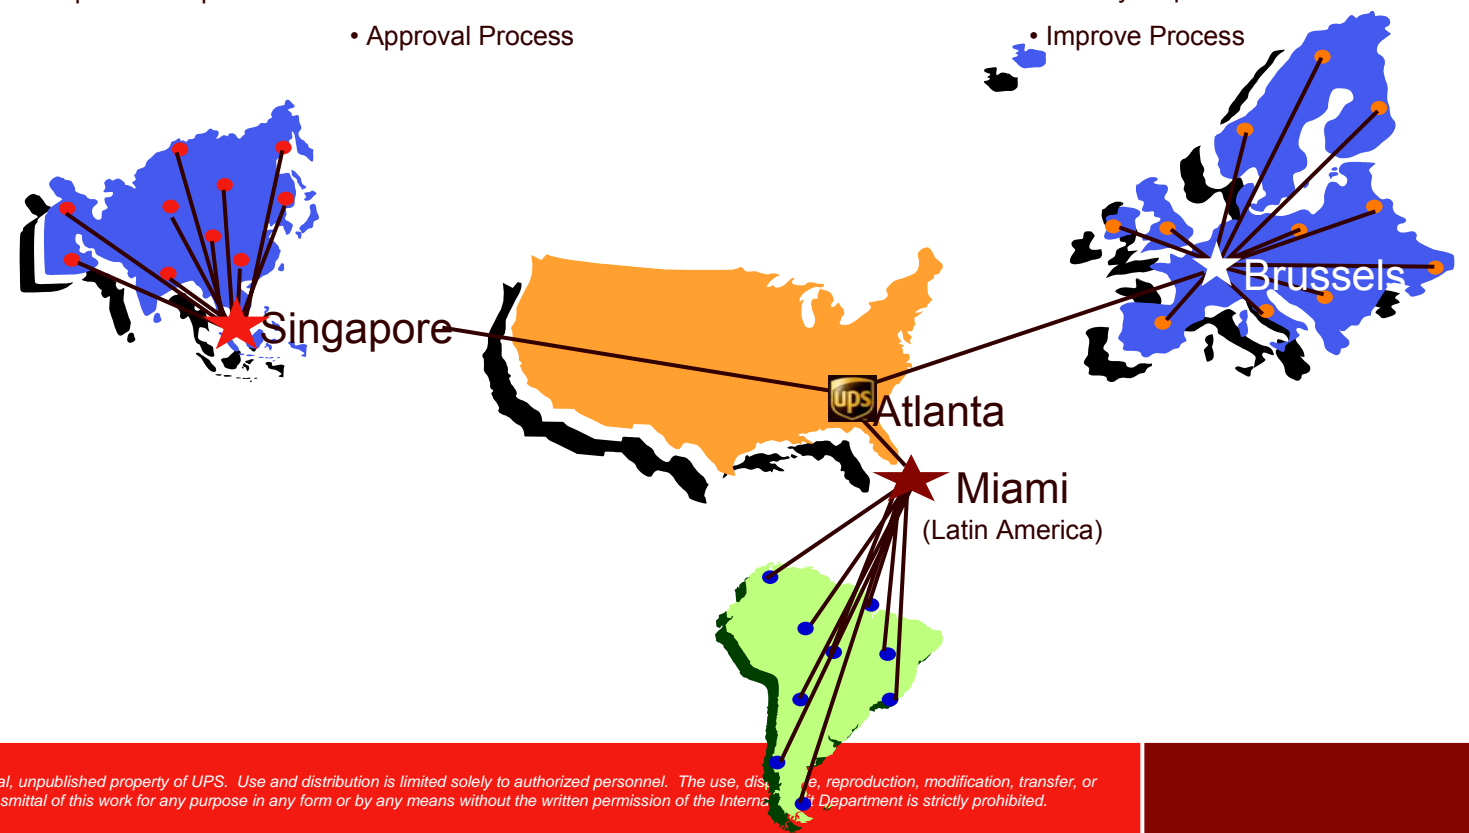 • Approval Process
• Improve Process
Singapore
Brussels
ups
Atlanta
Miami
(Latin America)
unpublished property of UPS. Use and distribution is limited solely to authorized personnel. The use, reproduction, modification, transfer, or
of this work for any purpose in any form or by any means without the written permission of the Department is strictly prohibited.